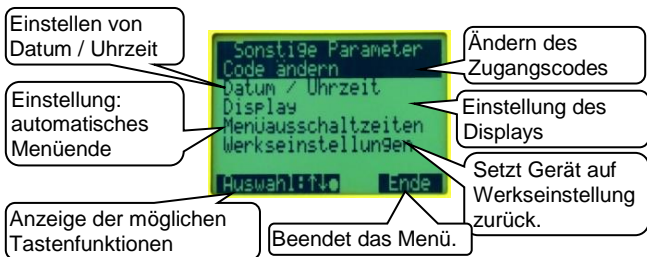 Einstellen von
Datum / Uhrzeit
Einstellung:
automatisches
Menüende
Anzeige der möglichen
Tastenfunktionen
Sonstige Parameter
Code ändern
Datum / Uhrzeit
Display
Menüausschaltzeiten
Werkseinstellungen
Auswahl:↑↓●
Ende
Beendet das Menü.
Ändern des
Zugangscodes
Einstellung des
Displays
Setzt Gerät auf
Werkseinstellung
zurück.